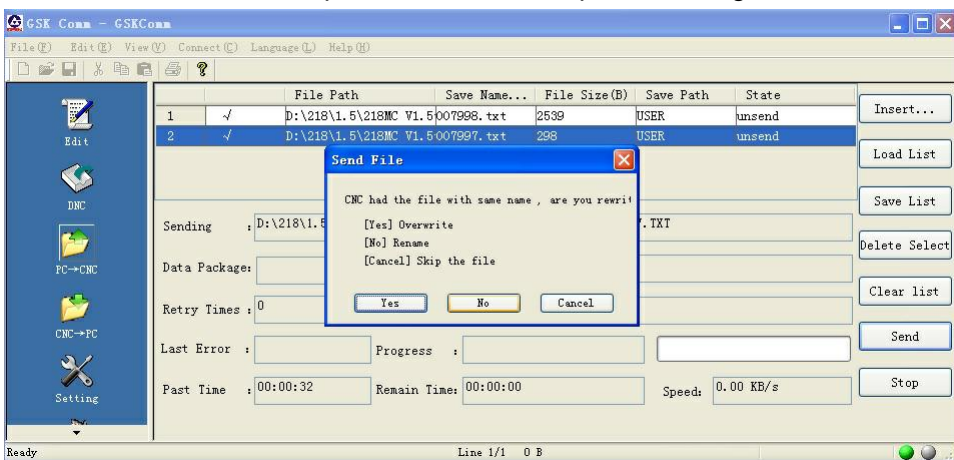 GSK Comm - GSKComm
File(F) Edit(E) View(V) Connect(C) Language(L) Help(H)
File Path Save Name... File Size(B) Save Path State
1 √ D:\218\1.5\218MC V1.5 007998.txt 2539 USER unsend
2 √ D:\218\1.5\218MC V1.5 007997.txt 298 USER unsend
Edit
DNC
PC→CNC
CNC→PC
Setting
Insert...
Load List
Save List
Delete Select
Clear list
Send
Stop
Send File
CNC had the file with same name , are you rewrit
[Yes] Overwrite
[No] Rename
[Cancel] Skip the file
Yes No Cancel
Sending : D:\218\1.5 .TXT
Data Package:
Retry Times : 0
Last Error : Progress :
Past Time : 00:00:32 Remain Time: 00:00:00 Speed: 0.00 KB/s
Ready Line 1/1 0 B